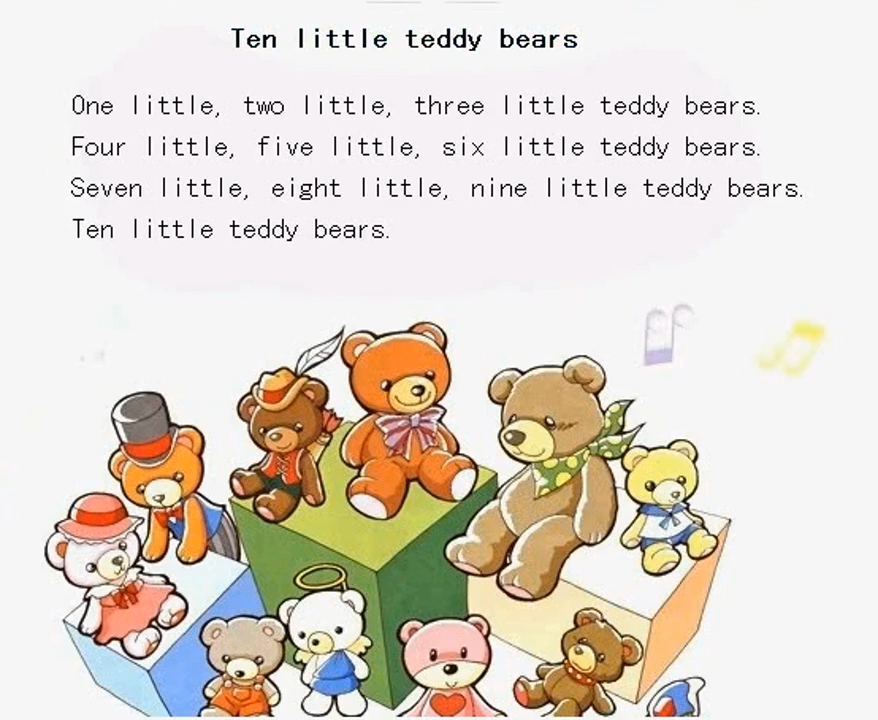 Ten little teddy bears
One little, two little, three little teddy bears.
Four little, five little, six little teddy bears.
Seven little, eight little, nine little teddy bears.
Ten little teddy bears.